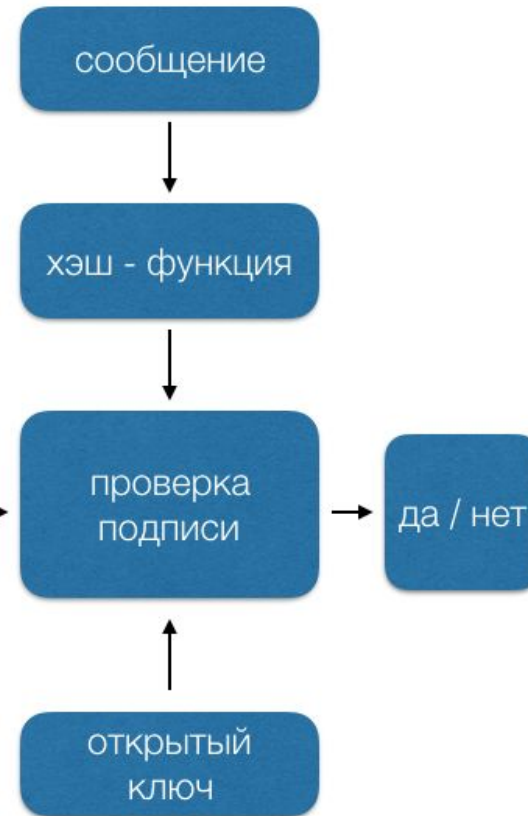 сообщение
хэш - функция
проверка
подписи
да / нет
открытый
ключ